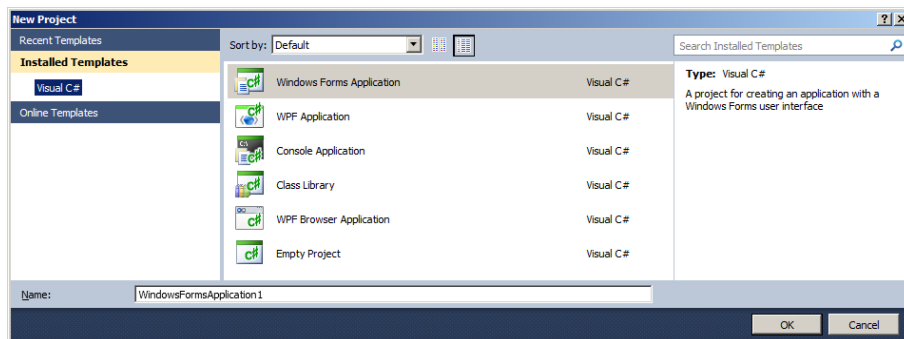 New Project
Recent Templates
Installed Templates
Visual C#
Online Templates
Sort by: Default
Windows Forms Application Visual C#
WPF Application Visual C#
Console Application Visual C#
Class Library Visual C#
WPF Browser Application Visual C#
Empty Project Visual C#
Search Installed Templates
Type: Visual C#
A project for creating an application with a
Windows Forms user interface
Name: WindowsFormsApplication1
OK Cancel